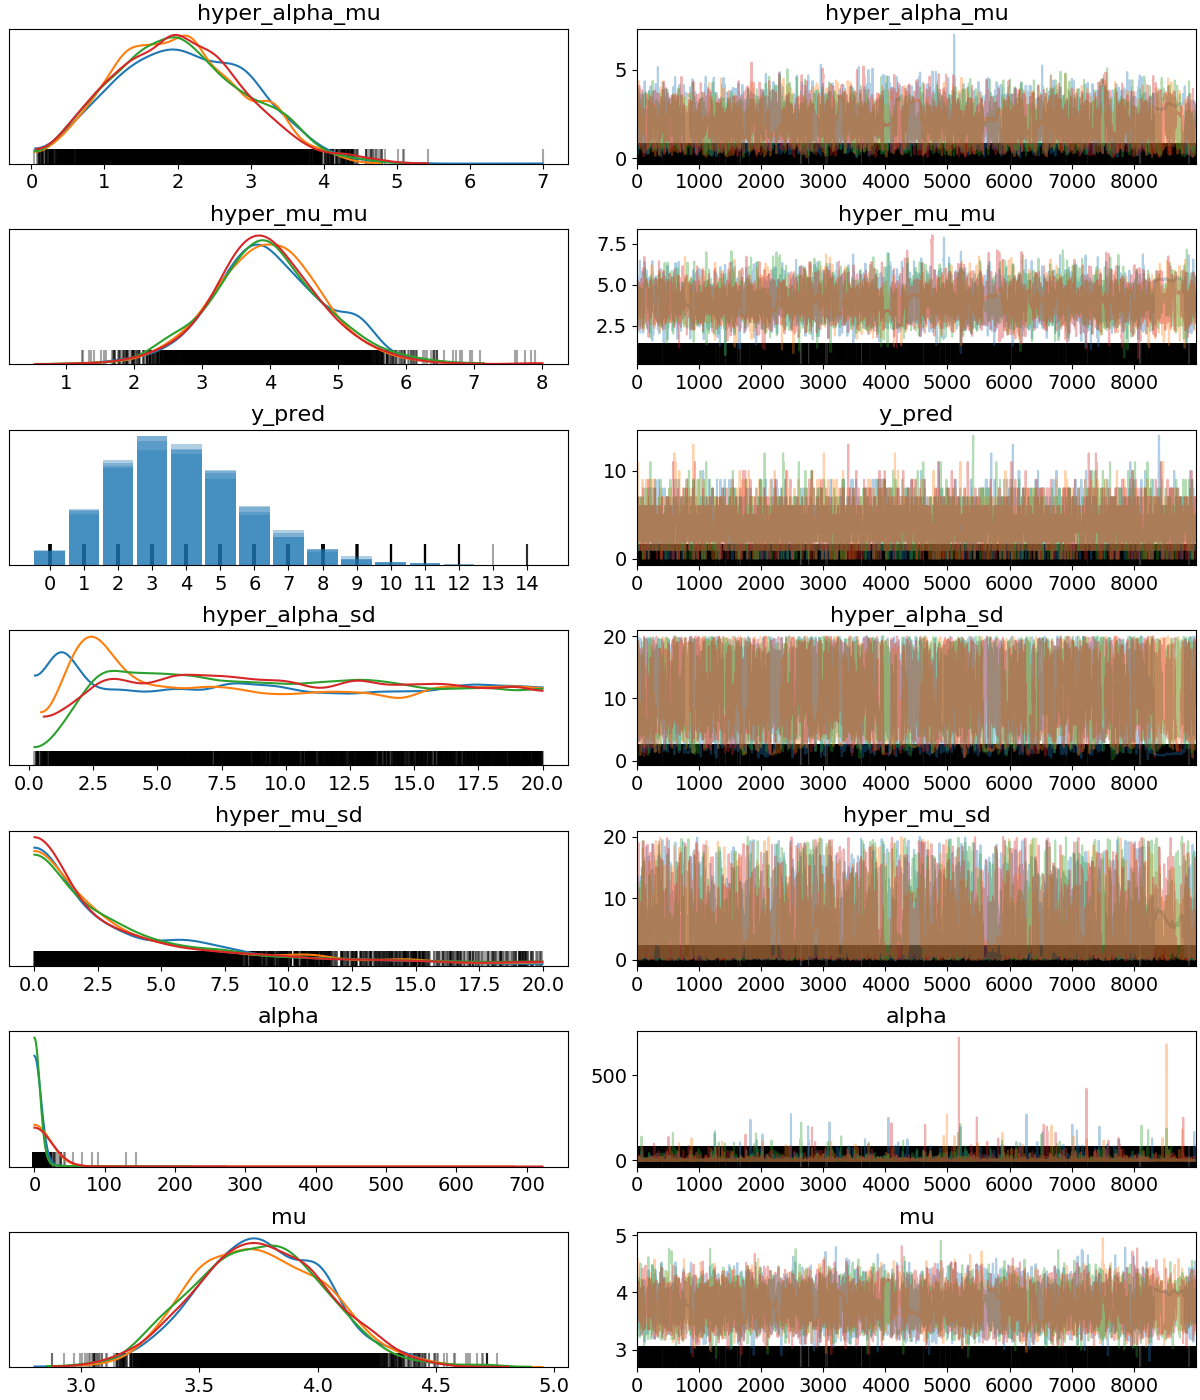 hyper_alpha_mu hyper_alpha_mu
5
0
0 1 2 3 4 5 6 7 0 1000 2000 3000 4000 5000 6000 7000 8000
hyper_mu_mu hyper_mu_mu
7.5
5.0
2.5
1 2 3 4 5 6 7 8 0 1000 2000 3000 4000 5000 6000 7000 8000
y_pred y_pred
10
0
0 1 2 3 4 5 6 7 8 9 10 11 12 13 14 0 1000 2000 3000 4000 5000 6000 7000 8000
hyper_alpha_sd hyper_alpha_sd
20
10
0
0.0 2.5 5.0 7.5 10.0 12.5 15.0 17.5 20.0 0 1000 2000 3000 4000 5000 6000 7000 8000
hyper_mu_sd hyper_mu_sd
20
10
0
0.0 2.5 5.0 7.5 10.0 12.5 15.0 17.5 20.0 0 1000 2000 3000 4000 5000 6000 7000 8000
alpha alpha
500
0
0 100 200 300 400 500 600 700 0 1000 2000 3000 4000 5000 6000 7000 8000
mu mu
5
4
3
3.0 3.5 4.0 4.5 5.0 0 1000 2000 3000 4000 5000 6000 7000 8000